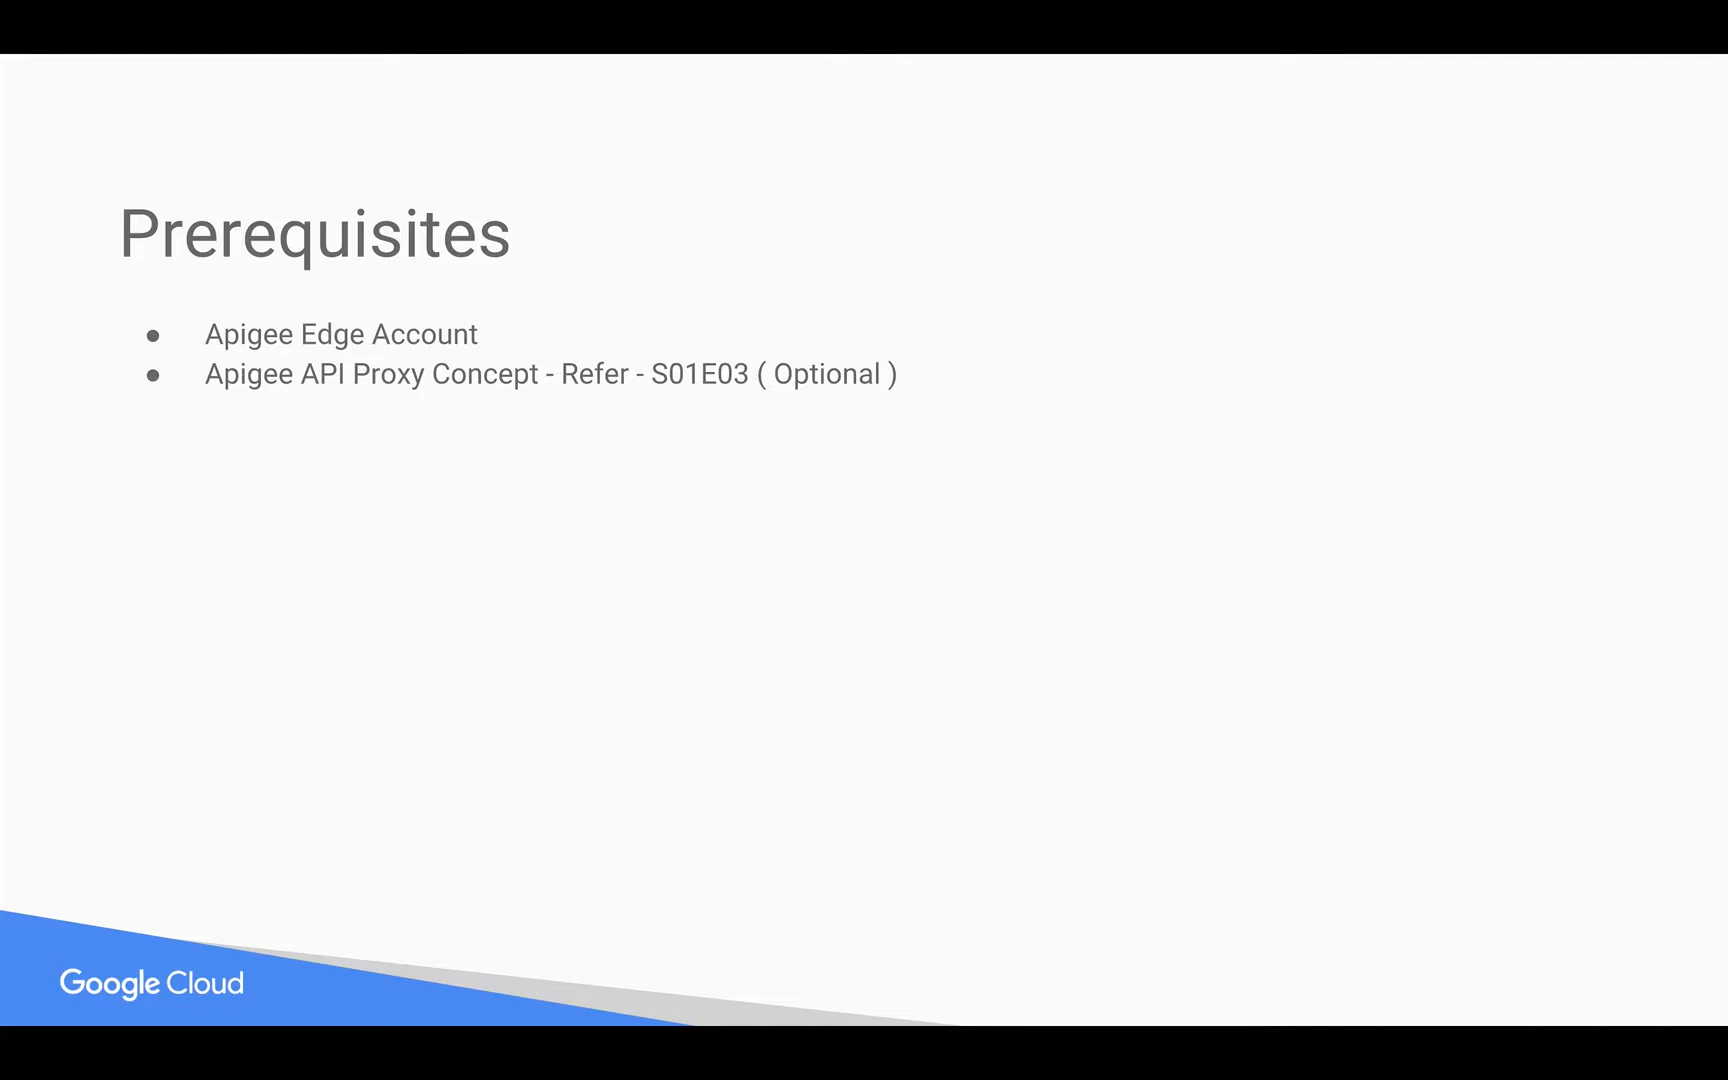 Prerequisites
● Apigee Edge Account
● Apigee API Proxy Concept - Refer - S01E03 ( Optional )
Google Cloud